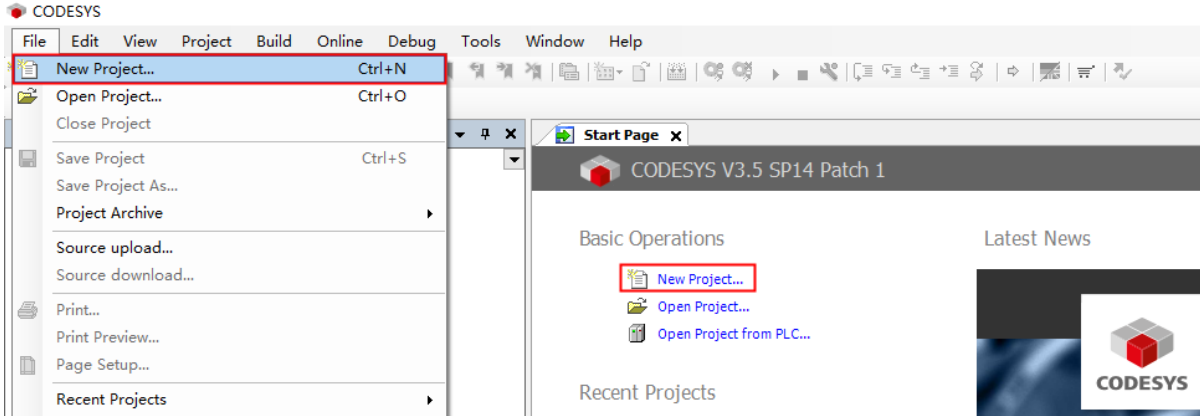 CODESYS
File Edit View Project Build Online Debug Tools Window Help
New Project... Ctrl+N
Open Project... Ctrl+O
Close Project
Save Project Ctrl+S
Save Project As...
Project Archive
Source upload...
Source download...
Print...
Print Preview...
Page Setup...
Recent Projects
Start Page
CODESYS V3.5 SP14 Patch 1
Basic Operations
New Project...
Open Project...
Open Project from PLC...
Recent Projects
Latest News
CODESYS